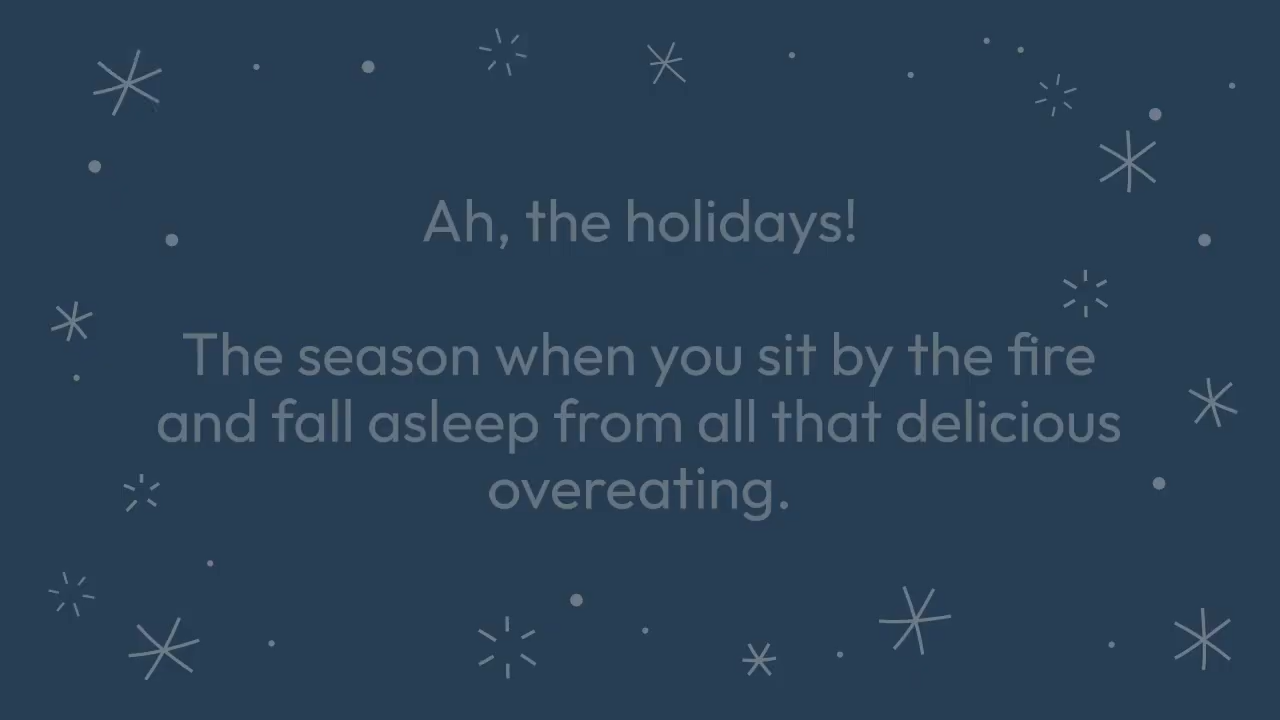 Ah, the holidays!
The season when you sit by the fire
and fall asleep from all that delicious
overeating.